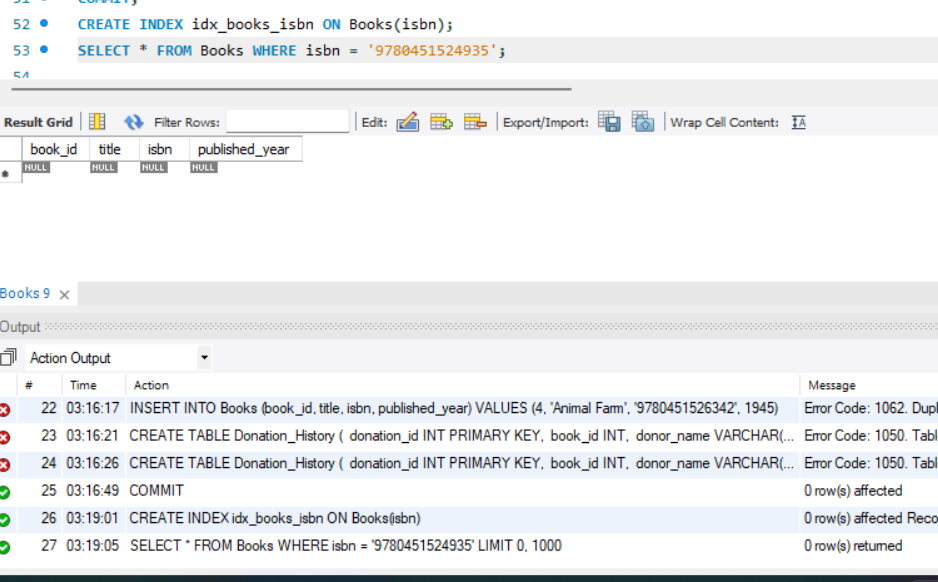 51 COMMIT;
52 CREATE INDEX idx_books_isbn ON Books(isbn);
53 SELECT * FROM Books WHERE isbn = '9780451524935';
54
Result Grid Filter Rows: Edit: Export/Import: Wrap Cell Content: IA
book_id title isbn published_year
* NULL NULL NULL NULL
Books 9
Output
Action Output
# Time Action Message
22 03:16:17 INSERT INTO Books (book_id, title, isbn, published_year) VALUES (4, 'Animal Farm', '9780451526342', 1945) Error Code: 1062. Dupl
23 03:16:21 CREATE TABLE Donation_History ( donation_id INT PRIMARY KEY, book_id INT, donor_name VARCHAR(... Error Code: 1050. Tabl
24 03:16:26 CREATE TABLE Donation_History ( donation_id INT PRIMARY KEY, book_id INT, donor_name VARCHAR(... Error Code: 1050. Tabl
25 03:16:49 COMMIT 0 row(s) affected
26 03:19:01 CREATE INDEX idx_books_isbn ON Books(isbn) 0 row(s) affected Reco
27 03:19:05 SELECT * FROM Books WHERE isbn = '9780451524935' LIMIT 0, 1000 0 row(s) returned